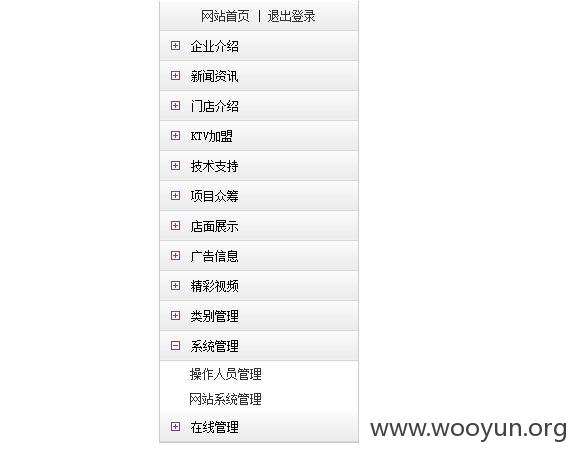 网站首页 | 退出登录
企业介绍
新闻资讯
门店介绍
KTV加盟
技术支持
项目众筹
店面展示
广告信息
精彩视频
类别管理
系统管理
操作人员管理
网站系统管理
在线管理
www.wooyun.org